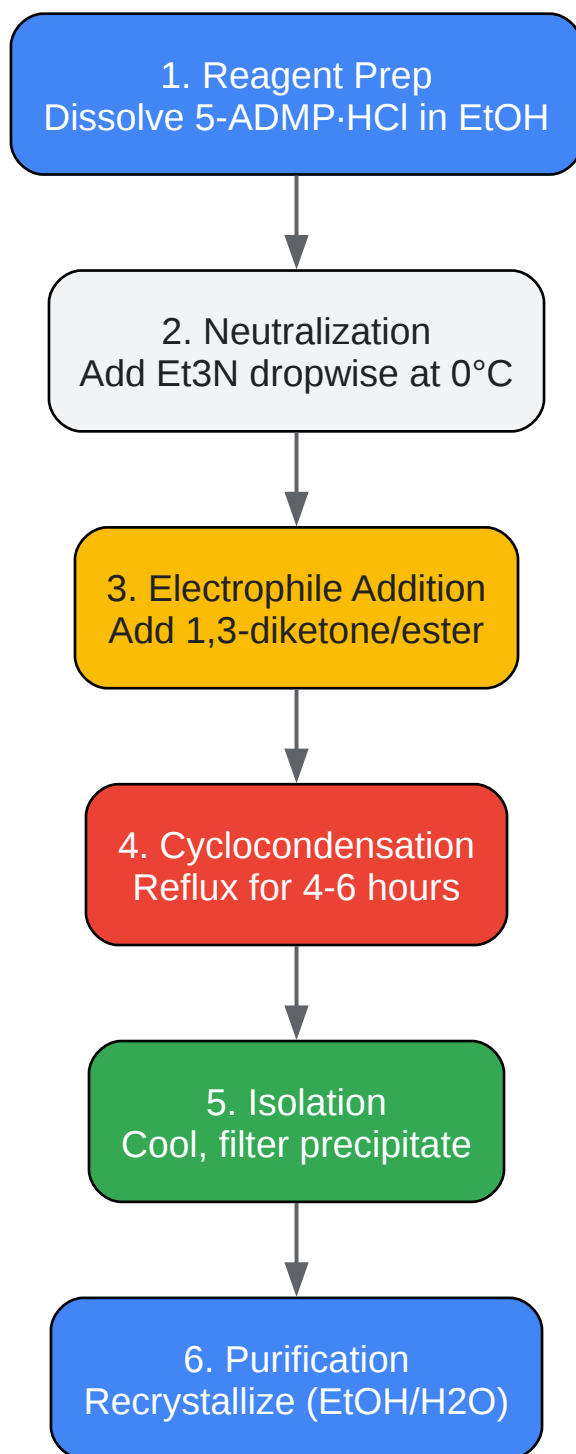 1. Reagent Prep
Dissolve 5-ADMP·HCl in EtOH
2. Neutralization
Add Et3N dropwise at 0°C
3. Electrophile Addition
Add 1,3-diketone/ester
4. Cyclocondensation
Reflux for 4-6 hours
5. Isolation
Cool, filter precipitate
6. Purification
Recrystallize (EtOH/H2O)